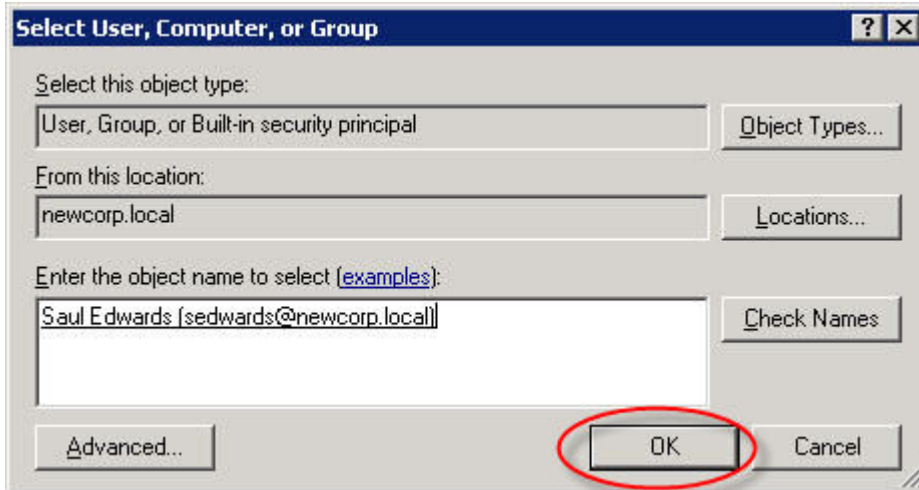 Select User, Computer, or Group
Select this object type:
User, Group, or Built-in security principal
Object Types...
From this location:
newcorp.local
Locations...
Enter the object name to select (examples):
Saul Edwards (sedwards@newcorp.local)
Check Names
Advanced...
OK
Cancel